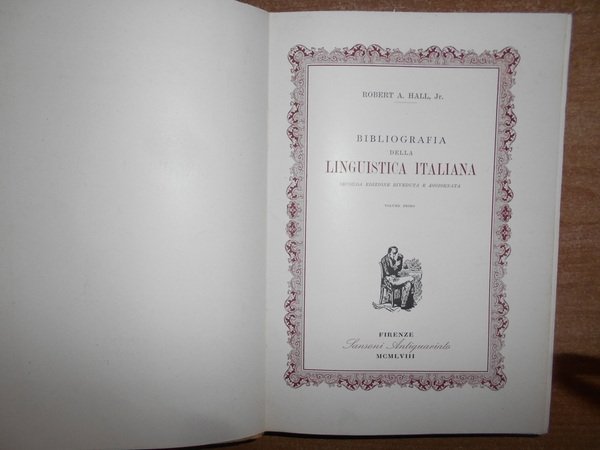 ROBERT A. HALL, Jr.
BIBLIOGRAFIA
DELLA
LINGUISTICA ITALIANA
SECONDA EDIZIONE RIVEDUTA E AGGIORNATA
VOLUME PRIMO
FIRENZE
Sansoni Antiquariato
MCMLVIII